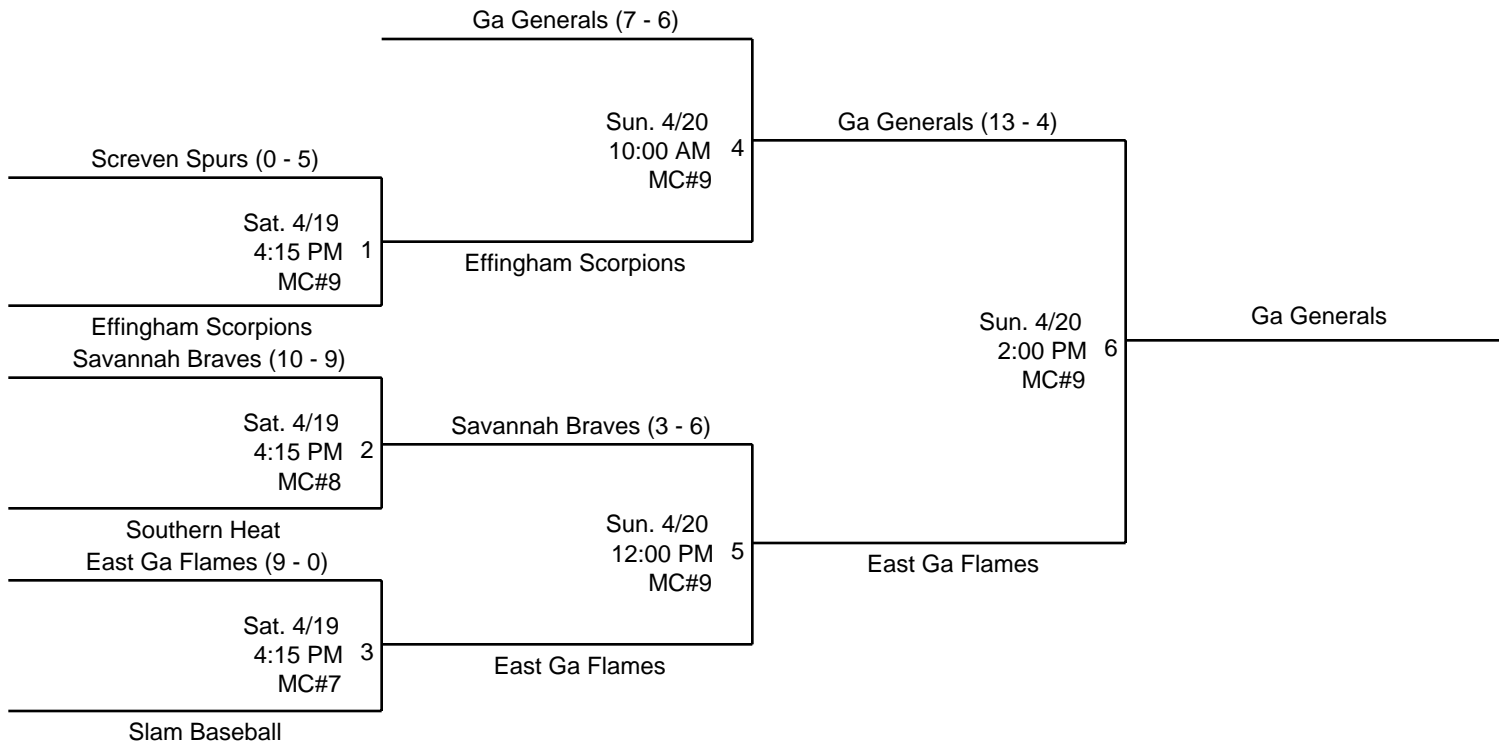 Ga Generals (7 - 6)
Sun. 4/20
10:00 AM 4
MC#9
Ga Generals (13 - 4)
Screven Spurs (0 - 5)
Sat. 4/19
4:15 PM 1
MC#9
Effingham Scorpions
Effingham Scorpions
Savannah Braves (10 - 9)
Sun. 4/20
2:00 PM 6
MC#9
Ga Generals
Sat. 4/19
4:15 PM 2
MC#8
Savannah Braves (3 - 6)
Southern Heat
East Ga Flames (9 - 0)
Sun. 4/20
12:00 PM 5
MC#9
East Ga Flames
Sat. 4/19
4:15 PM 3
MC#7
East Ga Flames
Slam Baseball